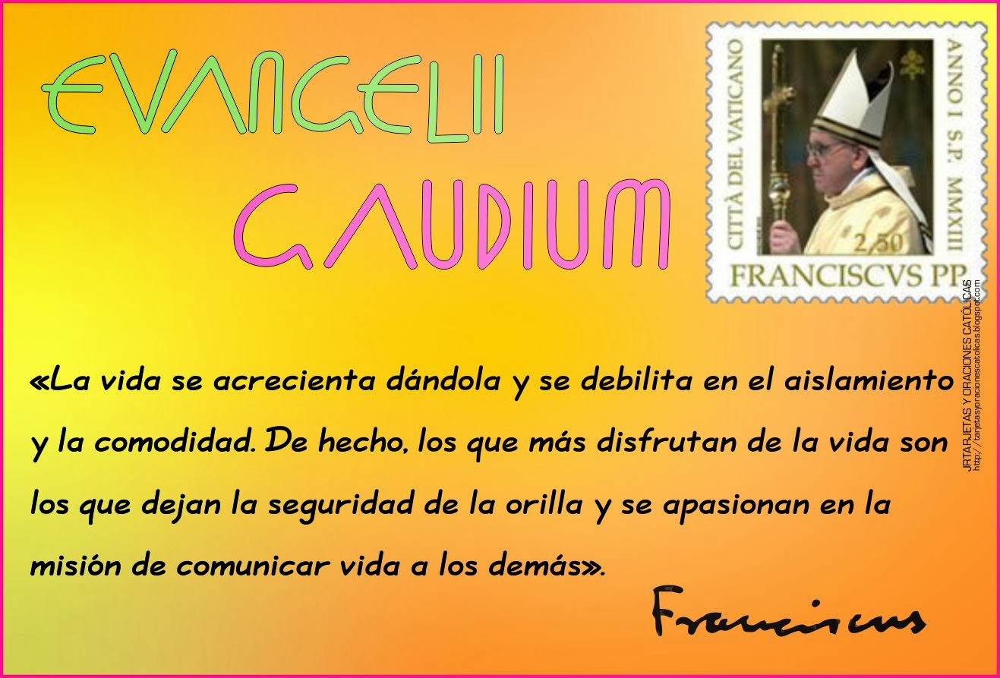 EVANGELII
GAUDIUM
CITTÀ DEL VATICANO
ANNO I S.P. MMXIII
2,50
FRANCISCVS PP.
JRTARJETAS Y ORACIONES CATÓLICAS
http://tarjetasyoracionescatolicas.blogspot.com
«La vida se acrecienta dándola y se debilita en el aislamiento
y la comodidad. De hecho, los que más disfrutan de la vida son
los que dejan la seguridad de la orilla y se apasionan en la
misión de comunicar vida a los demás».
Franciscus